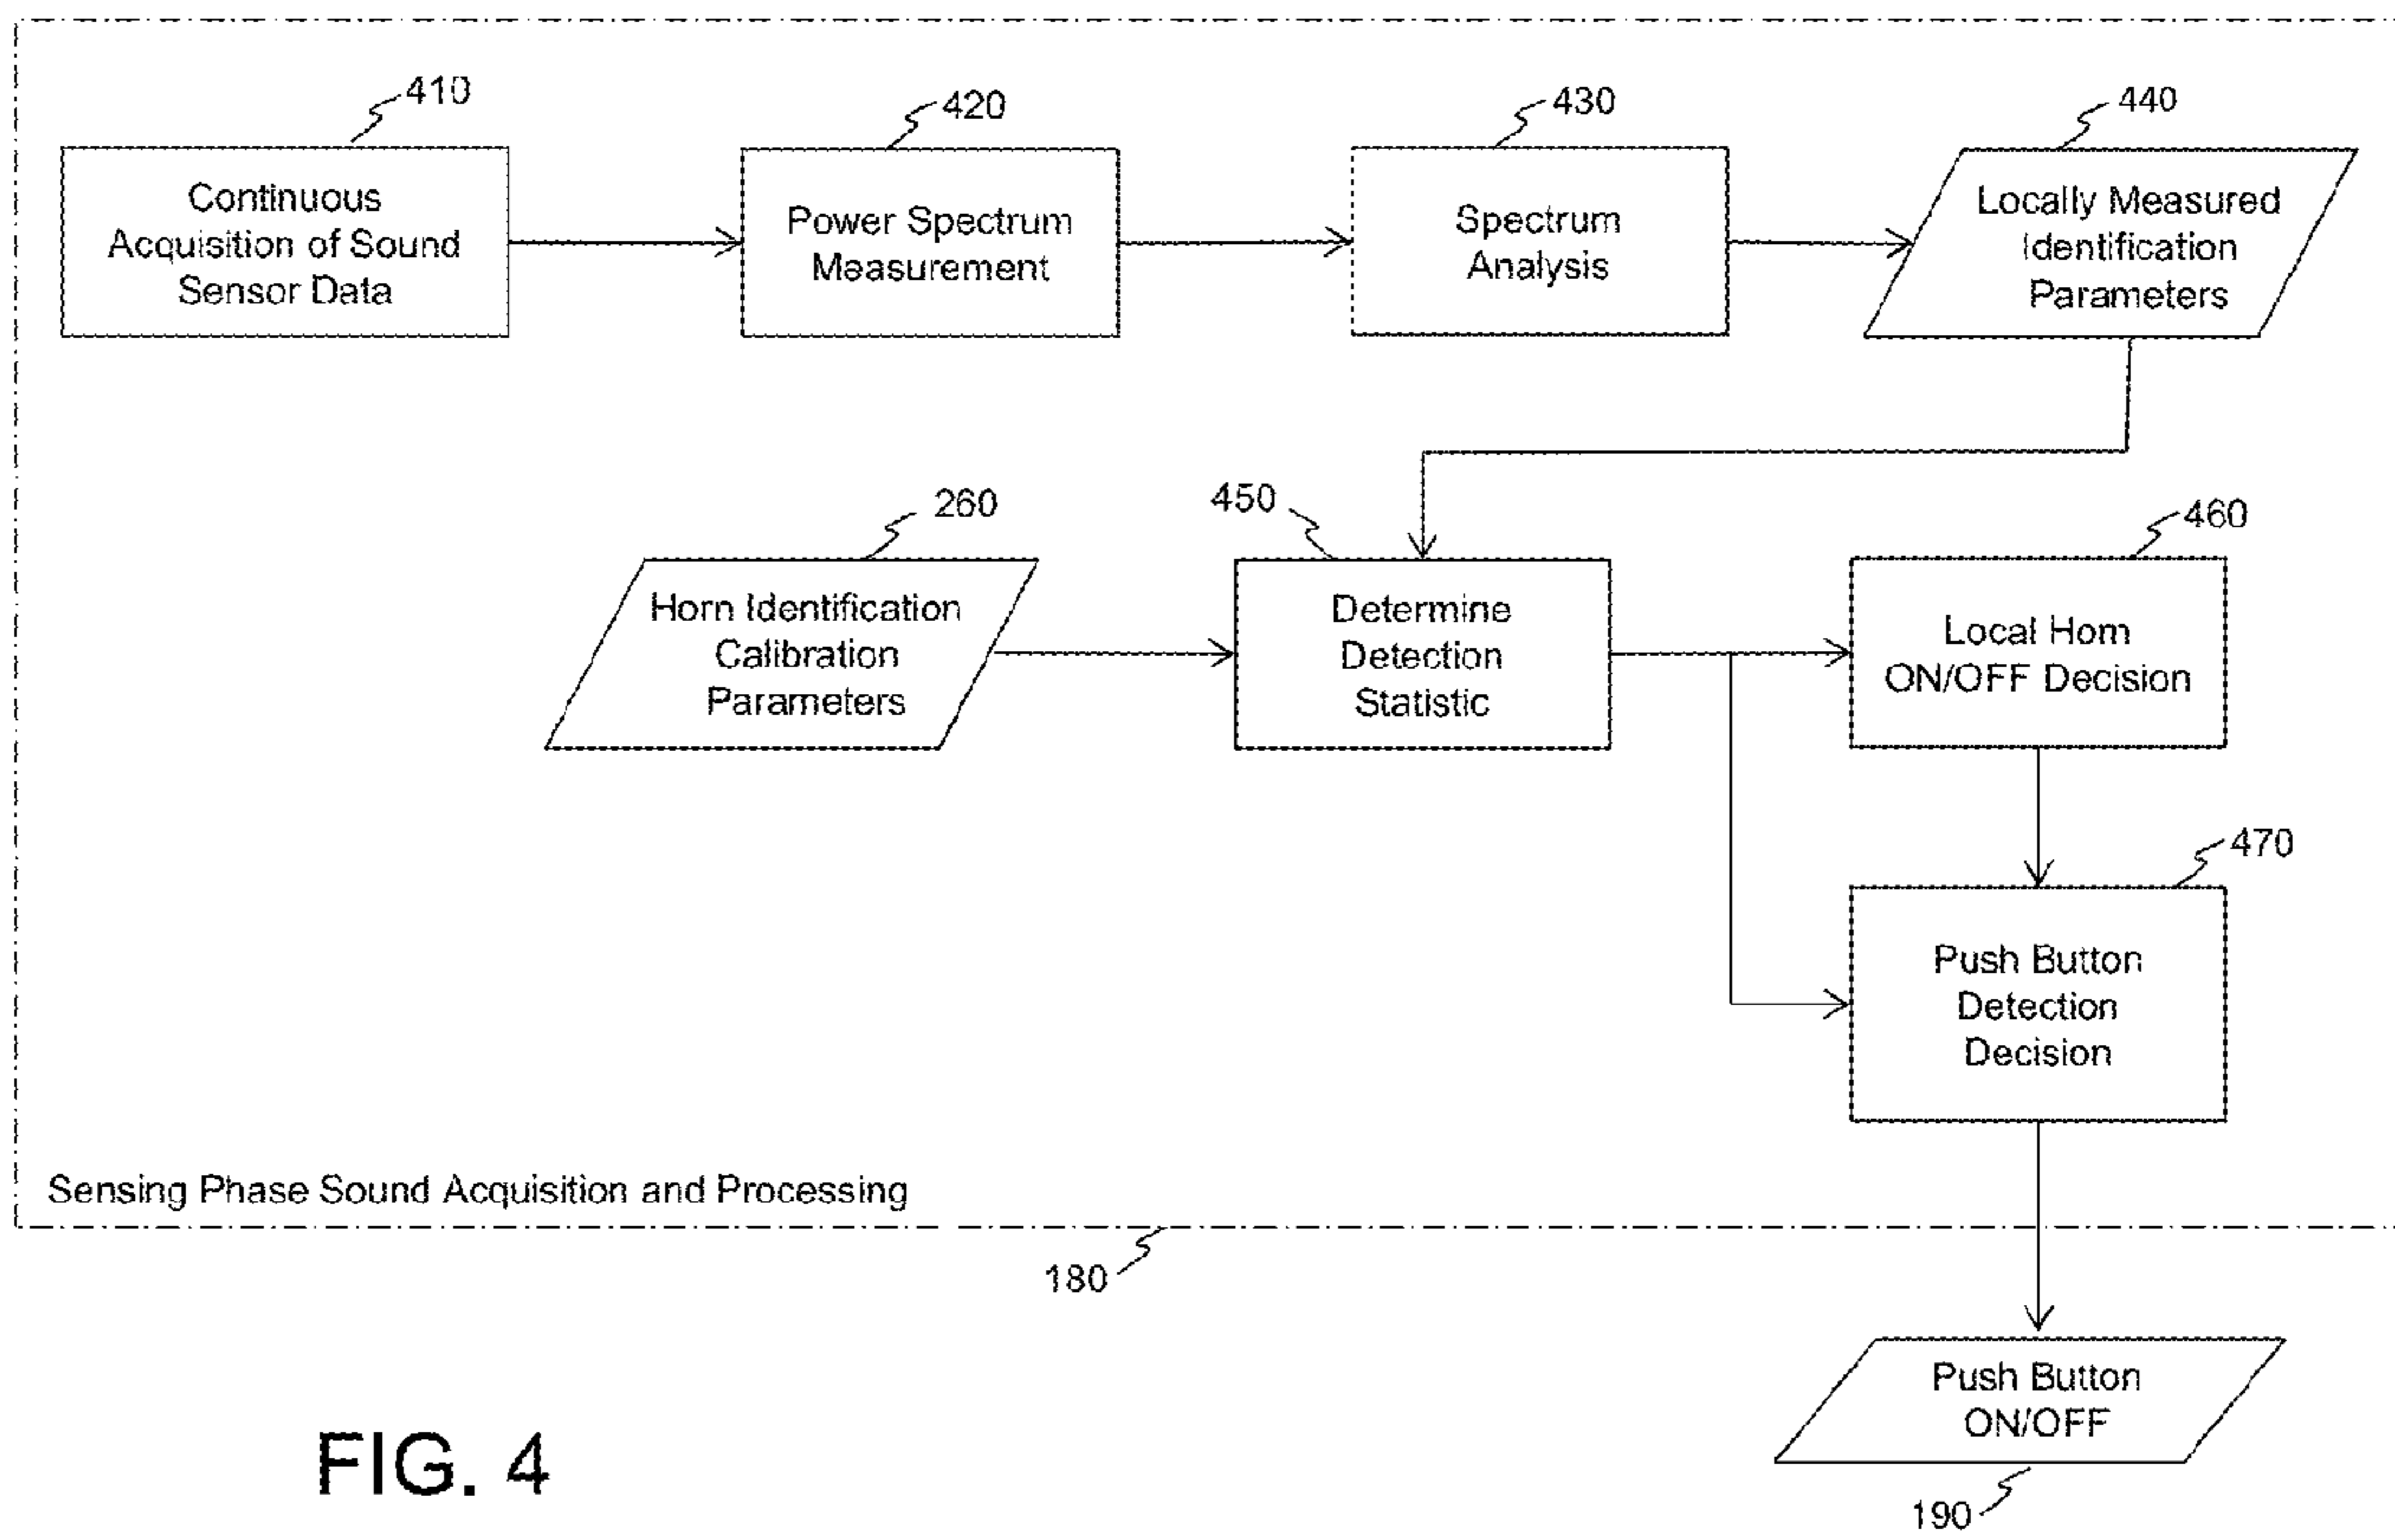 410
420
430
440
Continuous
Acquisition of Sound
Sensor Data
Power Spectrum
Measurement
Spectrum
Analysis
Locally Measured
Identification
Parameters
260
450
460
Horn Identification
Calibration
Parameters
Determine
Detection
Statistic
Local Horn
ON/OFF Decision
470
Push Button
Detection
Decision
Sensing Phase Sound Acquisition and Processing
180
Push Button
ON/OFF
190
FIG. 4